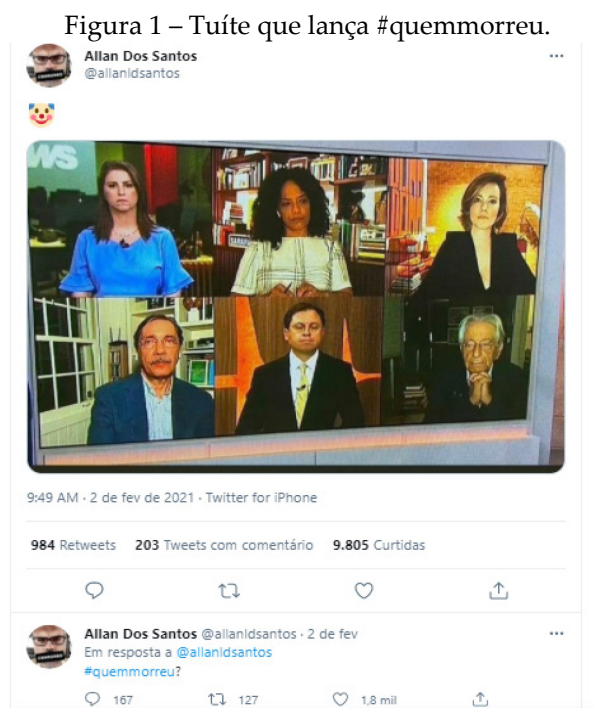 Figura 1 – Tuíte que lança #quemmorreu.
Allan Dos Santos
@allanldsantos
WS
9:49 AM · 2 de fev de 2021 · Twitter for iPhone
984 Retweets 203 Tweets com comentário 9.805 Curtidas
Allan Dos Santos @allanldsantos · 2 de fev
Em resposta a @allanldsantos
#quemmorreu?
167 127 1,8 mil